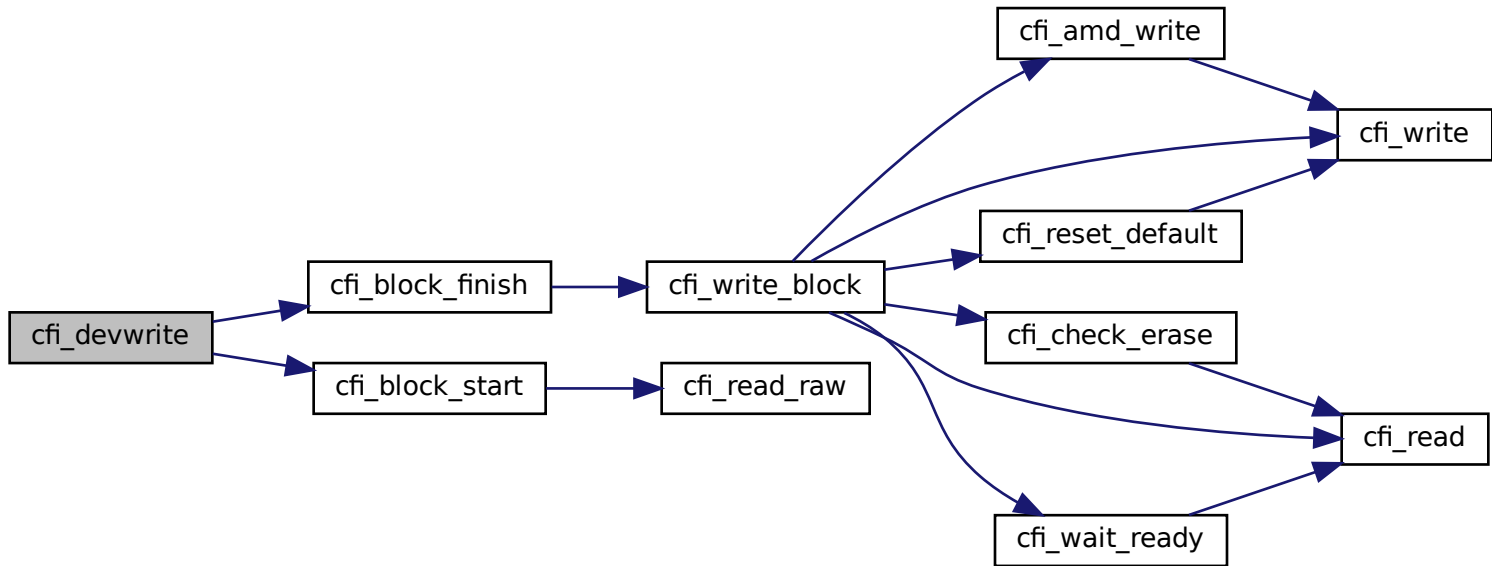 cfi_amd_write
cfi_write
cfi_reset_default
cfi_block_finish
cfi_write_block
cfi_devwrite
cfi_check_erase
cfi_block_start
cfi_read_raw
cfi_read
cfi_wait_ready